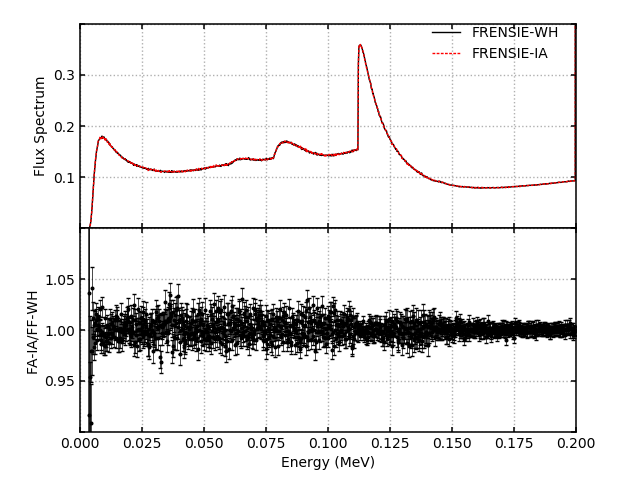 FRENSIE-WH
FRENSIE-IA
0.3
0.2
0.1
Flux Spectrum
1.05
1.00
0.95
FA-IA/FF-WH
0.000 0.025 0.050 0.075 0.100 0.125 0.150 0.175 0.200
Energy (MeV)